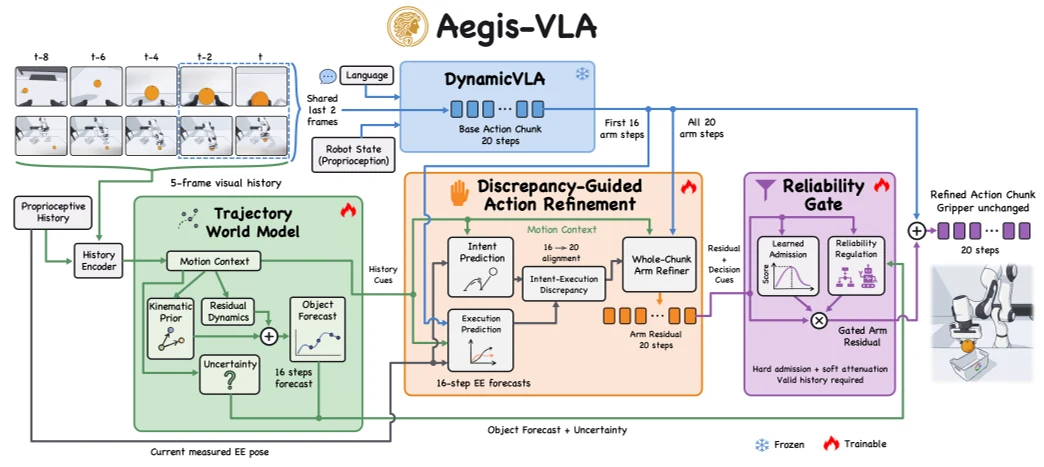 Aegis-VLA
t-8
t-6
t-4
t-2
t
Shared
last 2
frames
Language
Robot State
(Proprioception)
DynamicVLA
Base Action Chunk
20 steps
First 16
arm steps
All 20
arm steps
5-frame visual history
Proprioceptive
History
History
Encoder
Trajectory
World Model
Motion Context
Kinematic
Prior
Residual
Dynamics
Object
Forecast
Uncertainty
?
16 steps
forecast
History
Cues
Discrepancy-Guided
Action Refinement
Motion Context
Intent
Prediction
16 → 20
alignment
Intent-Execution
Discrepancy
Whole-Chunk
Arm Refiner
Execution
Prediction
Arm Residual
20 steps
16-step EE forecasts
Residual
+
Decision
Cues
Reliability
Gate
Learned
Admission
Score
Reliability
Regulation
Gated Arm
Residual
Hard admission + soft attenuation
Valid history required
Refined Action Chunk
Gripper unchanged
20 steps
Object Forecast + Uncertainty
Current measured EE pose
Frozen
Trainable